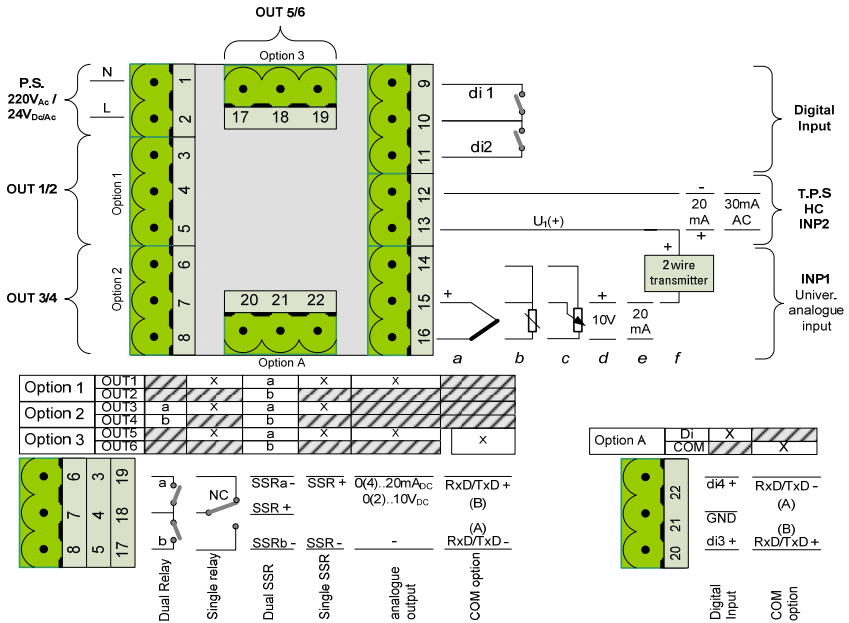 OUT 5/6
Option 3
P.S.
220VAc /
24VDc/Ac
N
L
1
2
3
4
5
6
7
8
17 18 19
20 21 22
9
10
11
12
13
14
15
16
OUT 1/2
Option 1
OUT 3/4
Option 2
Option A
di 1
di2
Digital
Input
-
20
mA
+
30mA
AC
T.P.S
HC
INP2
U1(+)
+
2 wire
transmitter
INP1
Univer.
analogue
input
+
+
10V
20
mA
a b c d e f
Option 1 OUT1 X a X X
OUT2 b
Option 2 OUT3 a X a X
OUT4 b b
Option 3 OUT5 X a X X X
OUT6 b
Option A Di X
COM X
6 3 19
7 4 18
8 5 17
a
b
NC
SSRa -
SSR +
SSRb -
SSR +
SSR -
0(4)..20mADC
0(2)..10VDC
-
RxD/TxD +
(B)
(A)
RxD/TxD -
Dual Relay
Single relay
Dual SSR
Single SSR
analogue
output
COM option
22
21
20
di4 +
GND
di3 +
RxD/TxD -
(A)
(B)
RxD/TxD +
Digital
Input
COM
option